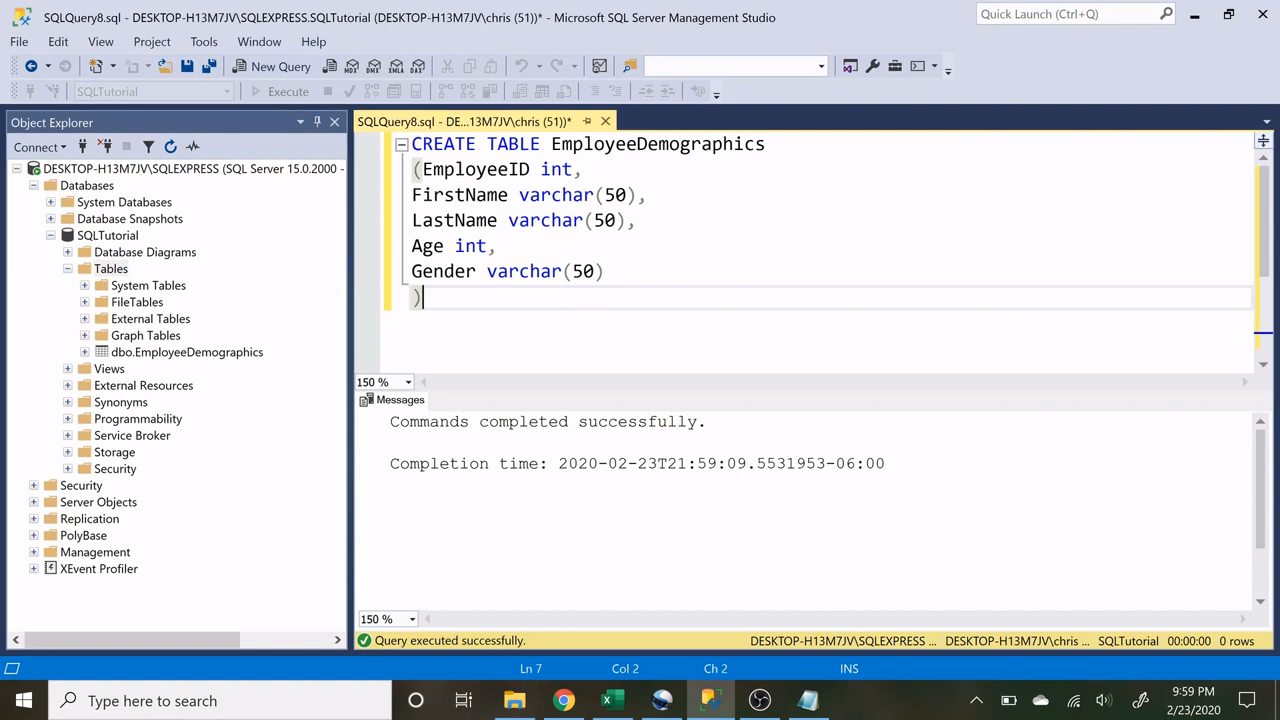 SQLQuery8.sql - DESKTOP-H13M7JV\SQLEXPRESS.SQLTutorial (DESKTOP-H13M7JV\chris (51))* - Microsoft SQL Server Management Studio
Quick Launch (Ctrl+Q)
File Edit View Project Tools Window Help
New Query MDX DMX XMLA DAX
SQLTutorial Execute
Object Explorer
SQLQuery8.sql - DE...13M7JV\chris (51))*
Connect
DESKTOP-H13M7JV\SQLEXPRESS (SQL Server 15.0.2000 -
Databases
System Databases
Database Snapshots
SQLTutorial
Database Diagrams
Tables
System Tables
FileTables
External Tables
Graph Tables
dbo.EmployeeDemographics
Views
External Resources
Synonyms
Programmability
Service Broker
Storage
Security
Security
Server Objects
Replication
PolyBase
Management
XEvent Profiler
CREATE TABLE EmployeeDemographics
(EmployeeID int,
FirstName varchar(50),
LastName varchar(50),
Age int,
Gender varchar(50)
)
150 %
Messages
Commands completed successfully.
Completion time: 2020-02-23T21:59:09.5531953-06:00
150 %
Query executed successfully. DESKTOP-H13M7JV\SQLEXPRESS ... DESKTOP-H13M7JV\chris ... SQLTutorial 00:00:00 0 rows
Ln 7 Col 2 Ch 2 INS
Type here to search
9:59 PM
2/23/2020